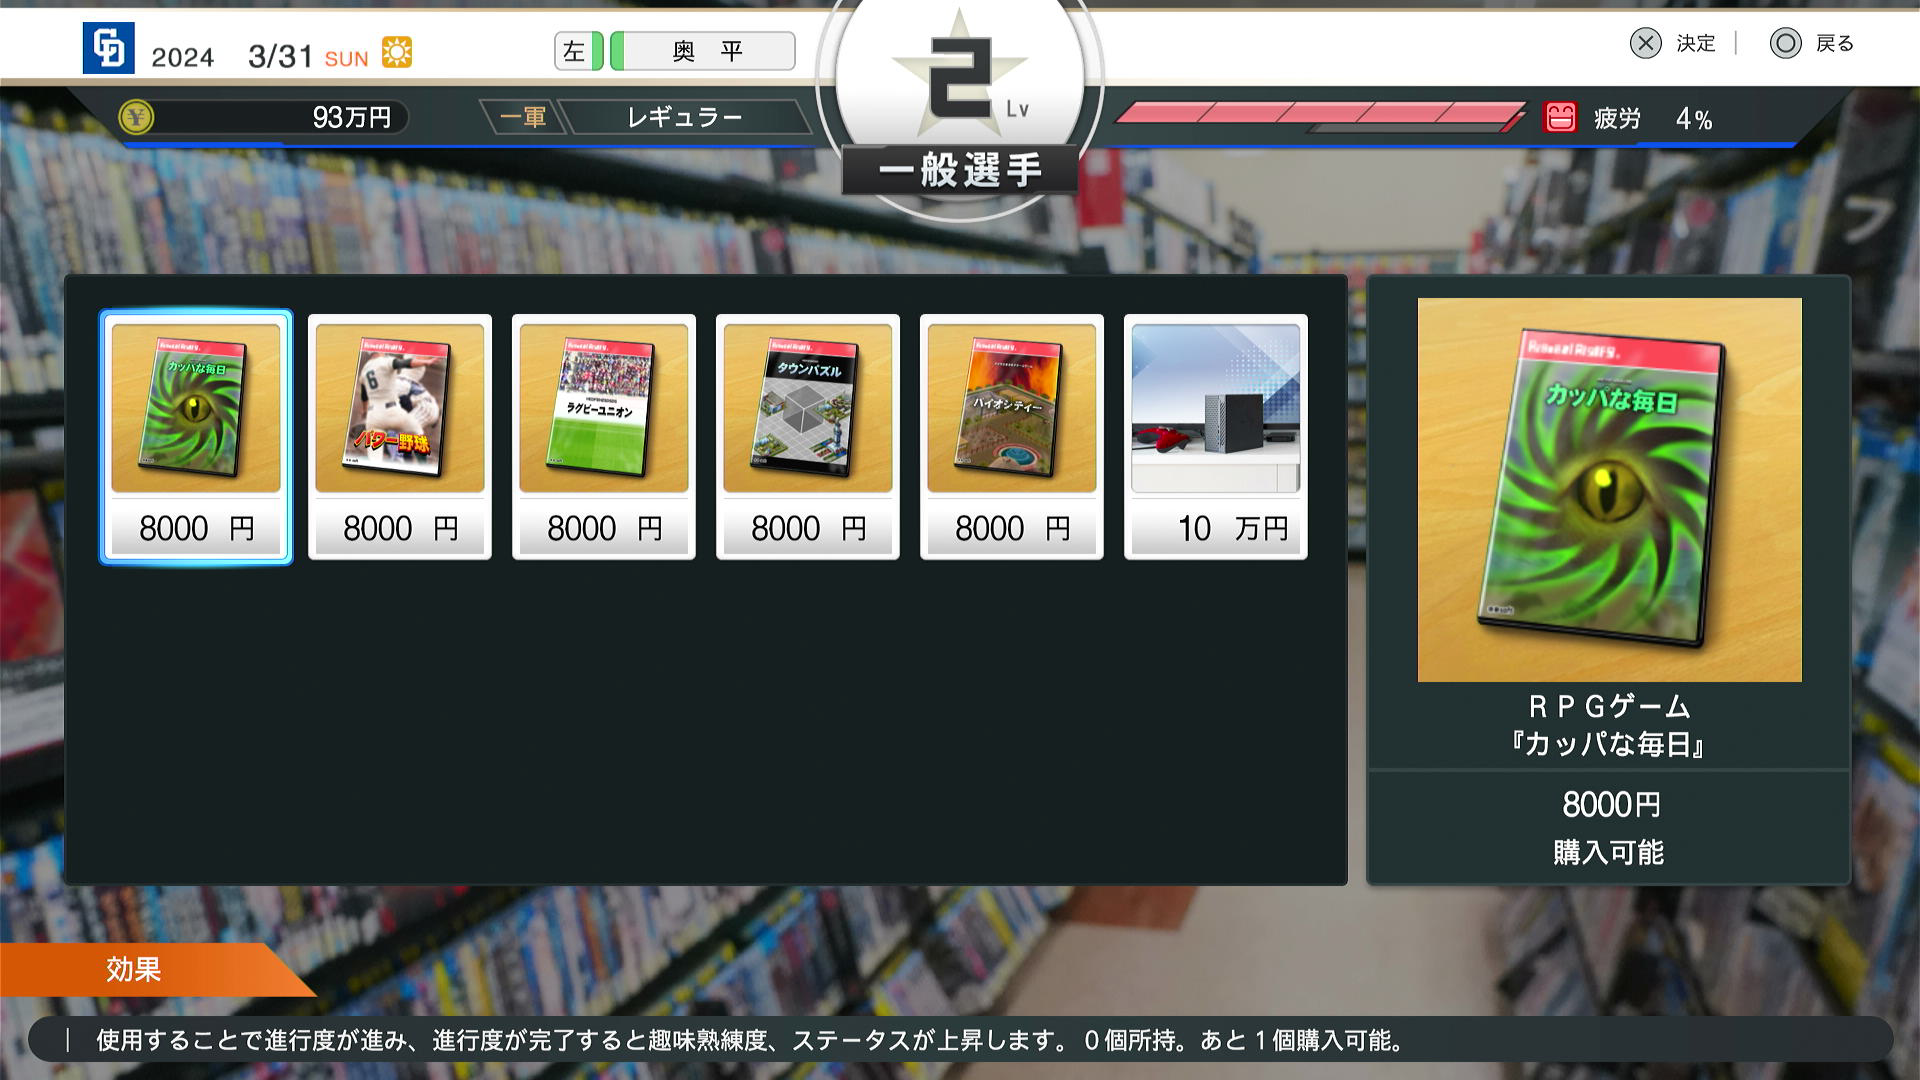 2024 3/31 SUN
左 奥 平
2 Lv
一般選手
決定 戻る
93万円
一軍 レギュラー
疲労 4%
カッパな毎日
パワー野球
ラグビーユニオン
タウンパズル
バイオシティー
8000 円
8000 円
8000 円
8000 円
8000 円
10 万円
カッパな毎日
RPGゲーム
『カッパな毎日』
8000円
購入可能
フ
効果
使用することで進行度が進み、進行度が完了すると趣味熟練度、ステータスが上昇します。0個所持。あと1個購入可能。